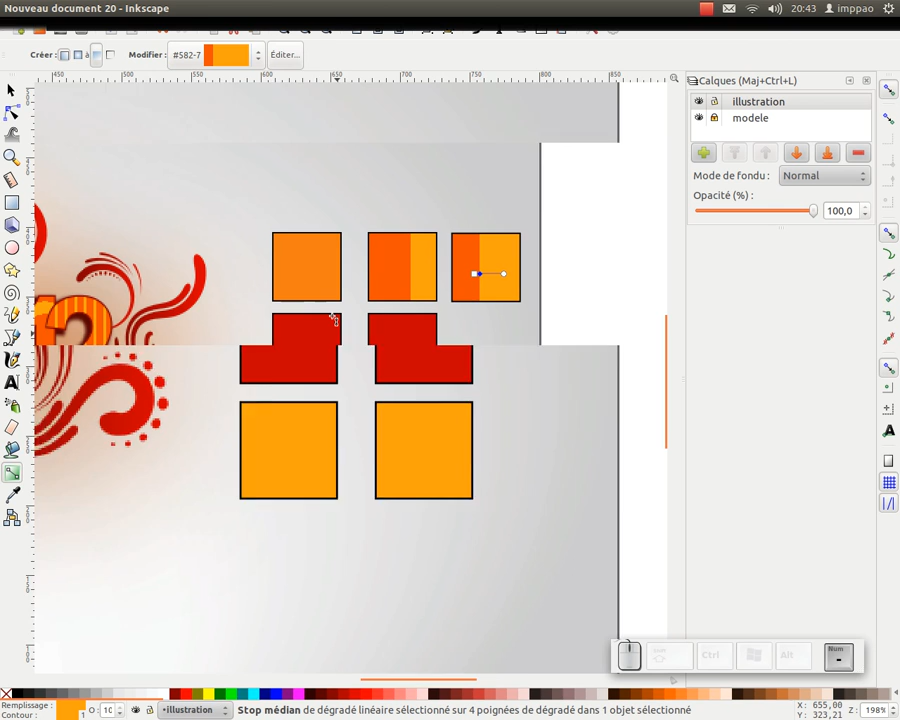 Nouveau document 20 - Inkscape
20:43 imppao
Créer : Modifier : #582-7 Éditer...
450 500 550 600 650 700 750 800 850
Calques (Maj+Ctrl+L)
illustration
modele
Mode de fondu : Normal
Opacité (%) :
100,0
12
Ctrl Alt Num
-
Remplissage :
Contour : 1
O : 10
•illustration
Stop médian de dégradé linéaire sélectionné sur 4 poignées de dégradé dans 1 objet sélectionné
X : 655,00
Y : 323,21
Z : 198%